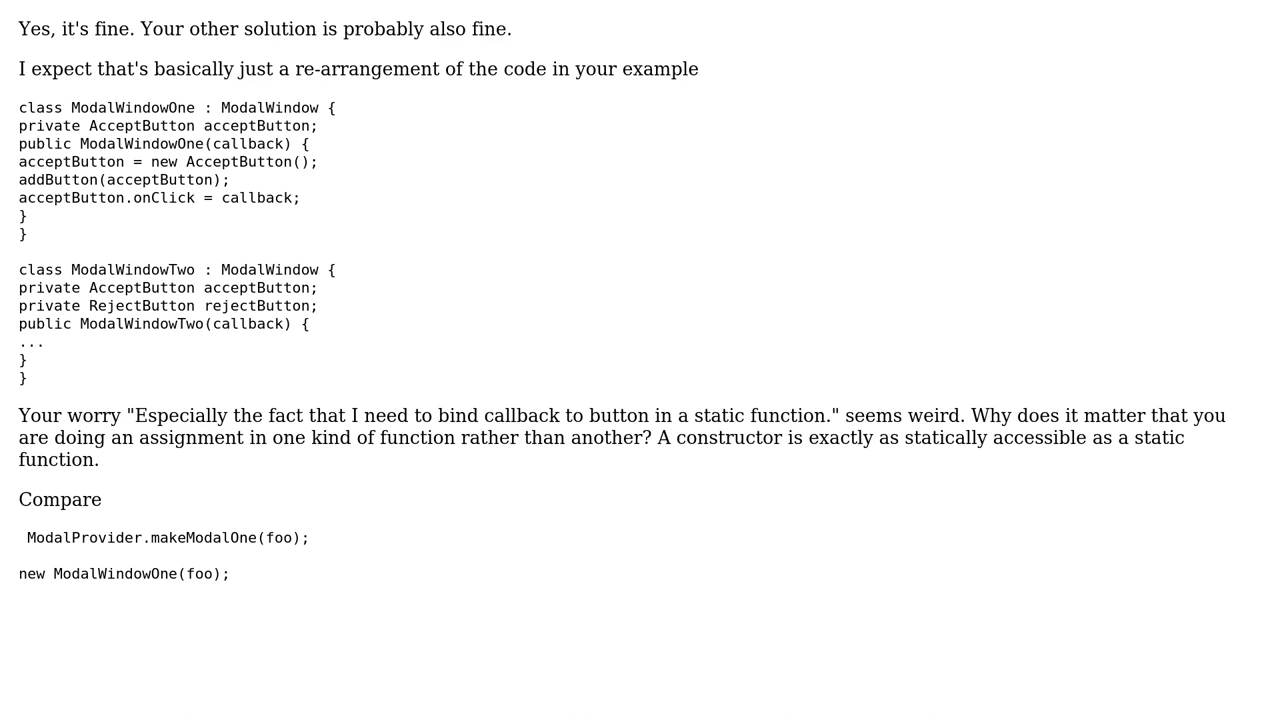 Yes, it's fine. Your other solution is probably also fine.
I expect that's basically just a re-arrangement of the code in your example
class ModalWindowOne : ModalWindow {
private AcceptButton acceptButton;
public ModalWindowOne(callback) {
acceptButton = new AcceptButton();
addButton(acceptButton);
acceptButton.onClick = callback;
}
}
class ModalWindowTwo : ModalWindow {
private AcceptButton acceptButton;
private RejectButton rejectButton;
public ModalWindowTwo(callback) {
...
}
}
Your worry "Especially the fact that I need to bind callback to button in a static function." seems weird. Why does it matter that you
are doing an assignment in one kind of function rather than another? A constructor is exactly as statically accessible as a static
function.
Compare
ModalProvider.makeModalOne(foo);
new ModalWindowOne(foo);